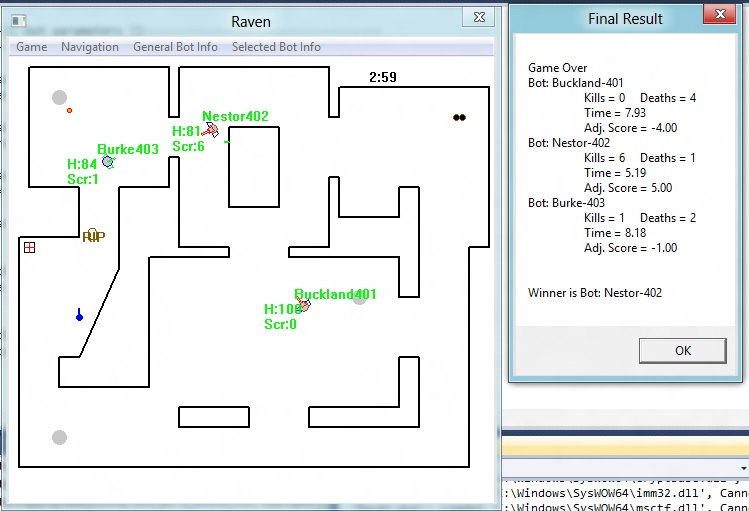 Raven
Game Navigation General Bot Info Selected Bot Info
2:59
Nestor402
H:81
Scr:6
Burke403
H:84
Scr:1
RIP
Buckland401
H:100
Scr:0
Final Result
Game Over
Bot: Buckland-401
Kills = 0 Deaths = 4
Time = 7.93
Adj. Score = -4.00
Bot: Nestor-402
Kills = 6 Deaths = 1
Time = 5.19
Adj. Score = 5.00
Bot: Burke-403
Kills = 1 Deaths = 2
Time = 8.18
Adj. Score = -1.00
Winner is Bot: Nestor-402
OK
:\Windows\SysWOW64\imm32.dll', Canno
:\Windows\SysWOW64\msctf.dll', Canno